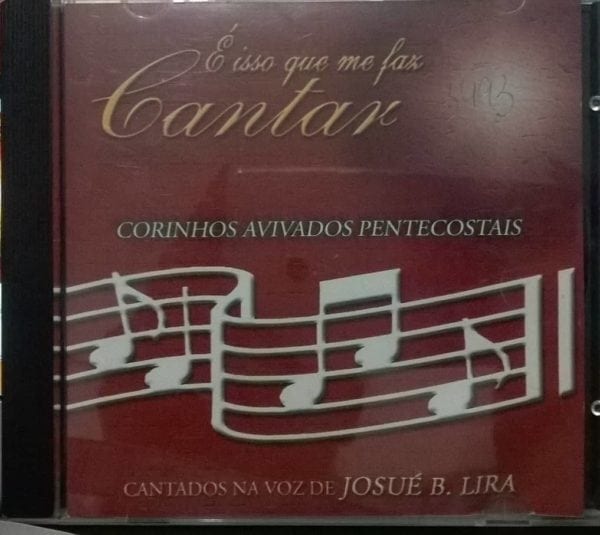 É isso que me faz
Cantar
CORINHOS AVIVADOS PENTECOSTAIS
CANTADOS NA VOZ DE JOSUÉ B. LIRA